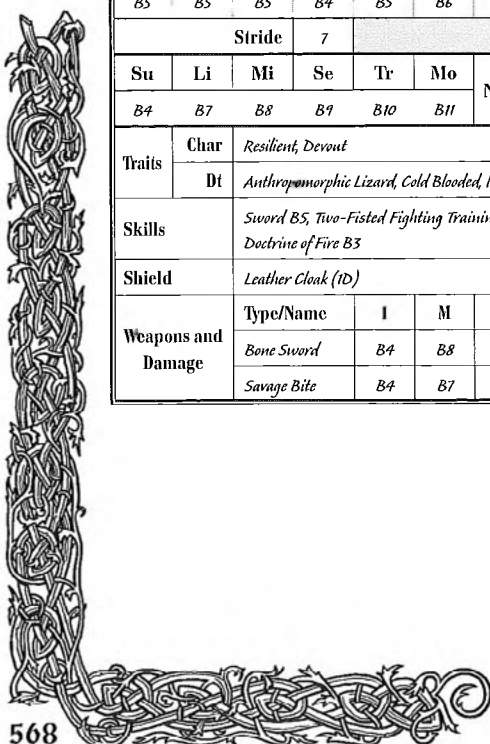 B5 B5 B5 B4 B5 B6
Stride 7
Su Li Mi Se Tr Mo
B4 B7 B8 B9 B10 B11
Traits Char Resilient, Devout
Dt Anthropomorphic Lizard, Cold Blooded,
Skills Sword B5, Two-Fisted Fighting Trainin
Doctrine of Fire B3
Shield Leather Cloak (1D)
Weapons and Damage Type/Name I M
Bone Sword B4 B8
Savage Bite B4 B7
568